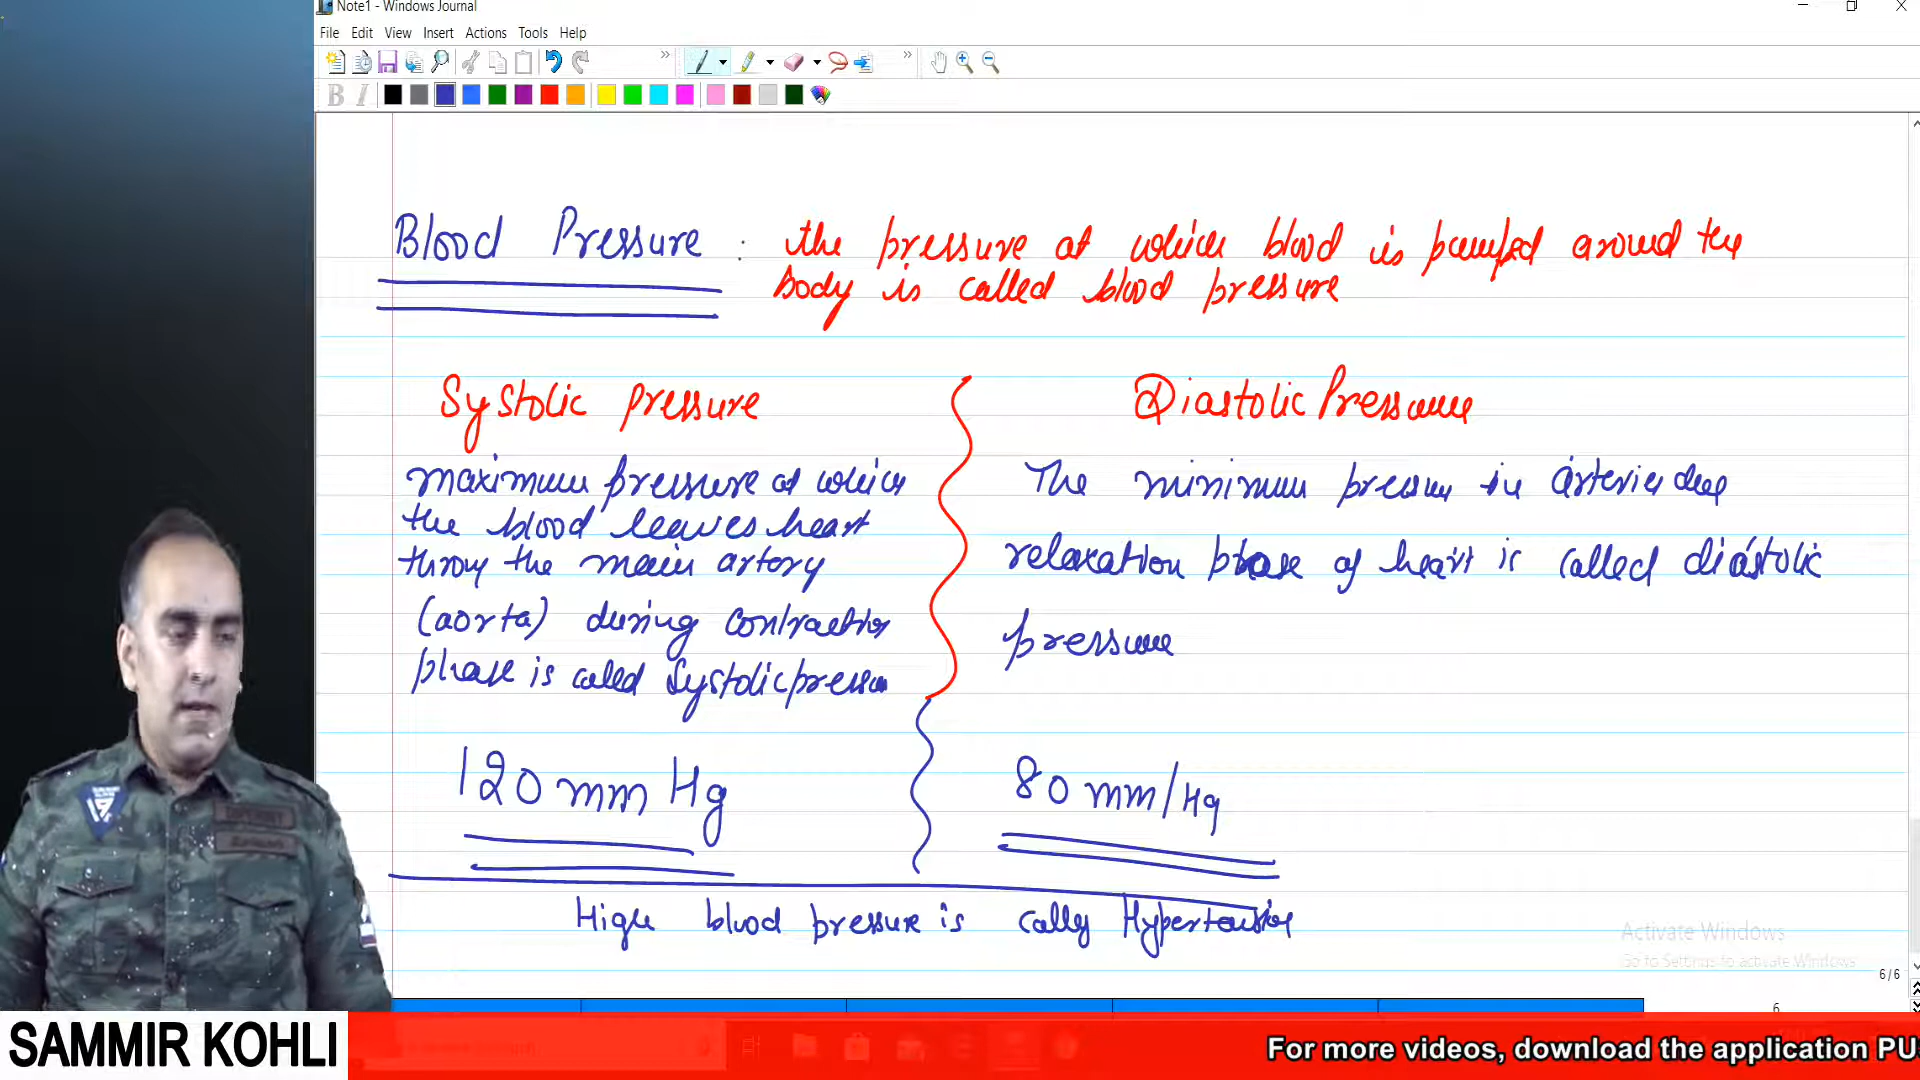 Note1 - Windows Journal
File Edit View Insert Actions Tools Help
B I
Blood Pressure : the pressure at which blood is pumped around the
body is called blood pressure
Systolic pressure
maximum pressure at which
the blood leaves heart
throug the main artery
(aorta) during contraction
phase is called Systolic pressure
120 mm Hg
Diastolic Pressure
The minimum pressure in arteries
relaxation phase of heart is called diastolic
pressure
80 mm/Hg
High blood pressure is Hypertension
Activate Windows
Go to Settings to activate Windows.
6/6
6
SAMMIR KOHLI
For more videos, download the application PU